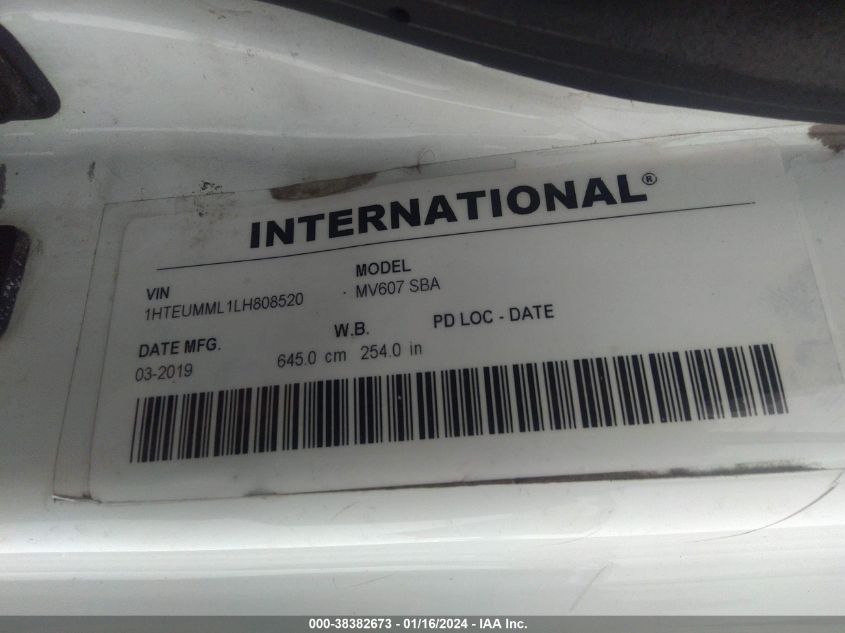 INTERNATIONAL®
VIN
1HTEUMML1LH808520
MODEL
MV607 SBA
DATE MFG.
03-2019
W.B.
645.0 cm 254.0 in
PD LOC - DATE
000-38382673 - 01/16/2024 - IAA Inc.